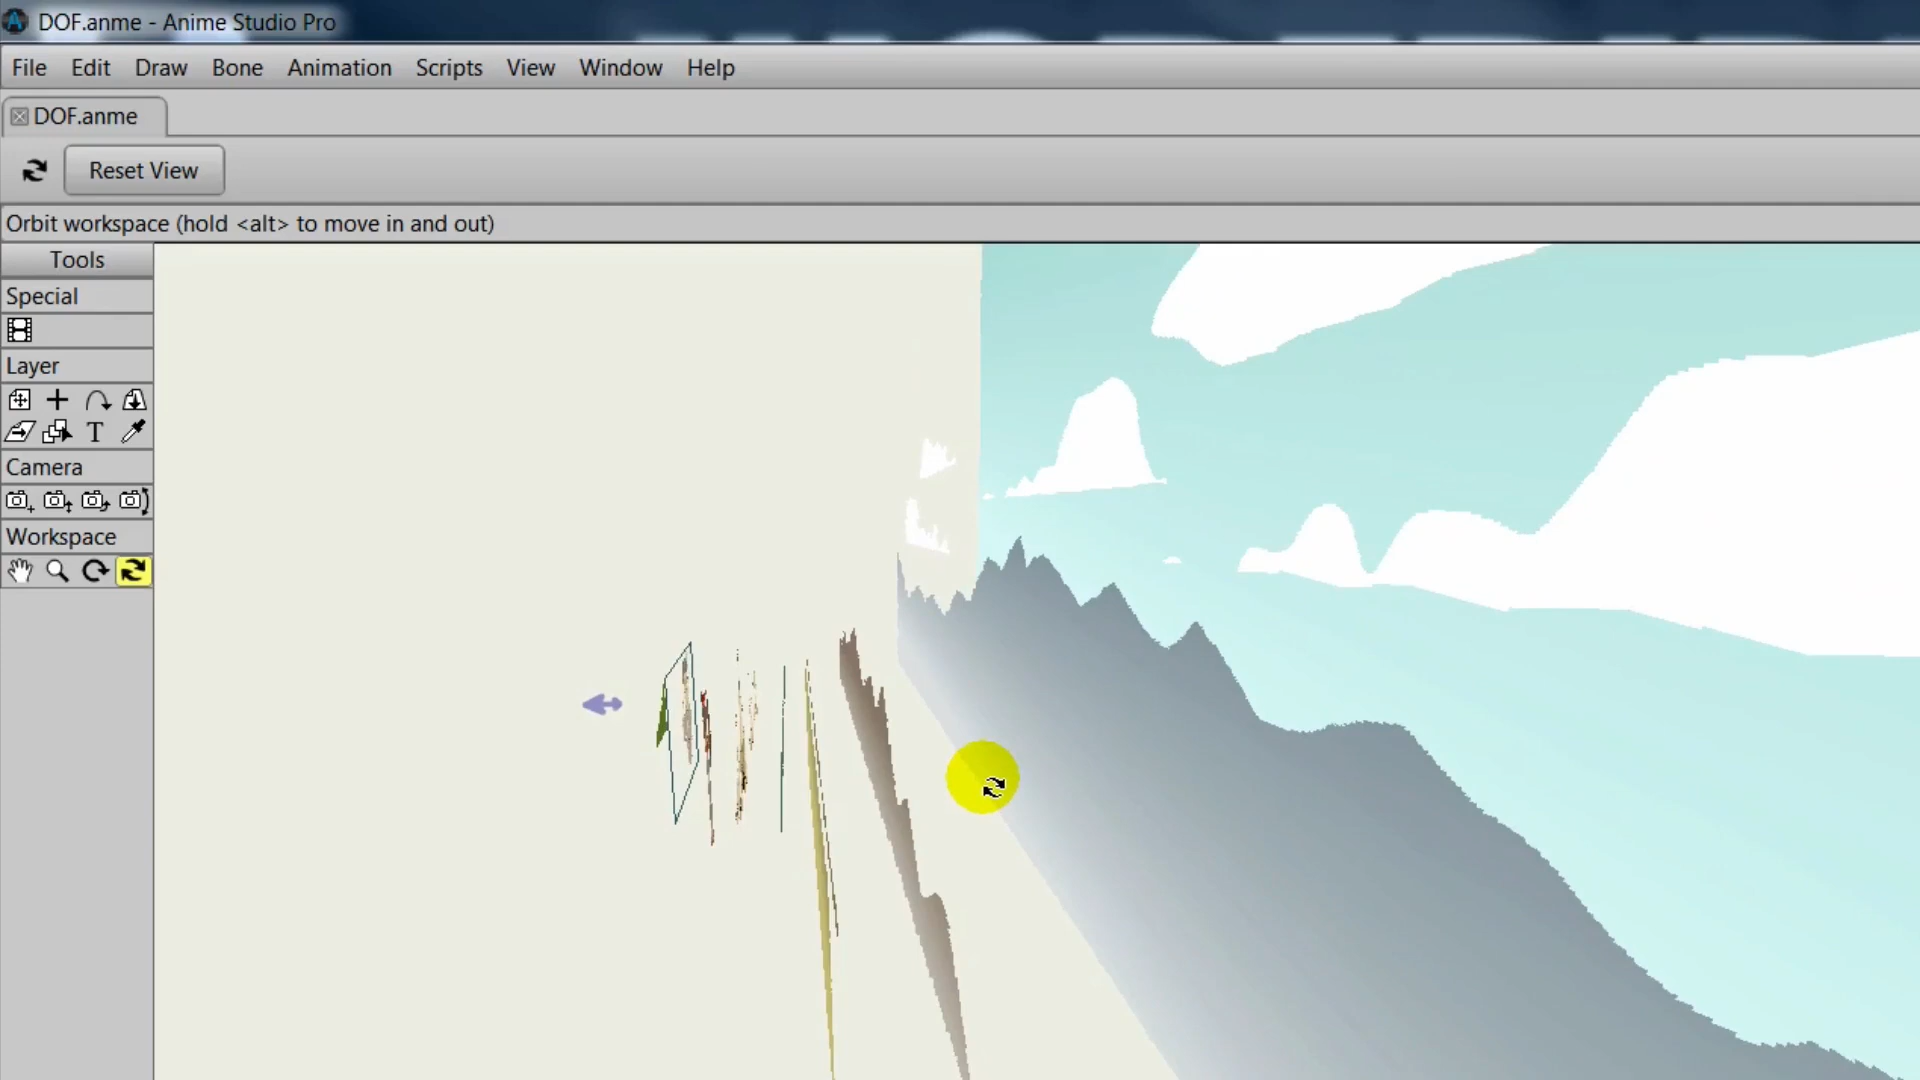 DOF.anme - Anime Studio Pro
File Edit Draw Bone Animation Scripts View Window Help
DOF.anme
Reset View
Orbit workspace (hold <alt> to move in and out)
Tools
Special
Layer
T
Camera
Workspace